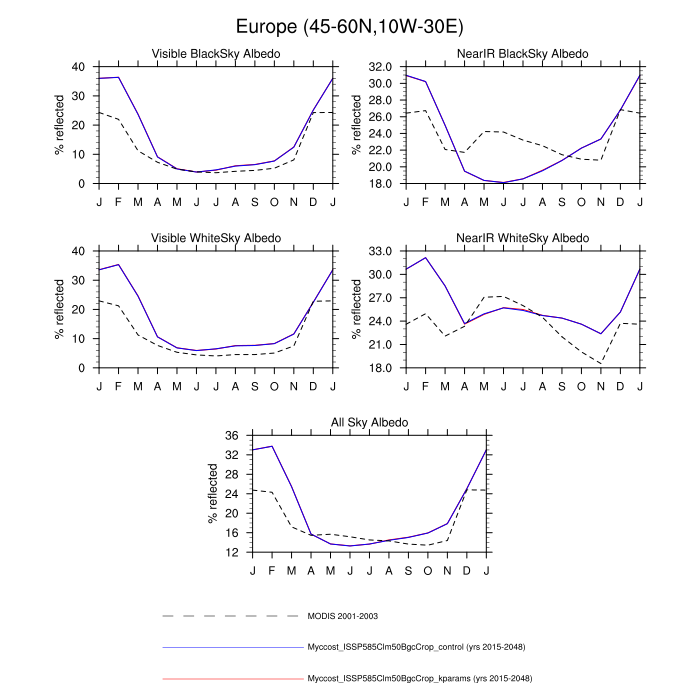 Europe (45-60N,10W-30E)
Visible BlackSky Albedo
NearIR BlackSky Albedo
% reflected
40
30
20
10
0
J F M A M J J A S O N D J
% reflected
32.0
30.0
28.0
26.0
24.0
22.0
20.0
18.0
J F M A M J J A S O N D J
Visible WhiteSky Albedo
NearIR WhiteSky Albedo
% reflected
40
30
20
10
0
J F M A M J J A S O N D J
% reflected
33.0
30.0
27.0
24.0
21.0
18.0
J F M A M J J A S O N D J
All Sky Albedo
% reflected
36
32
28
24
20
16
12
J F M A M J J A S O N D J
MODIS 2001-2003
Myccost_ISSP585Clm50BgcCrop_control (yrs 2015-2048)
Myccost_ISSP585Clm50BgcCrop_kparams (yrs 2015-2048)